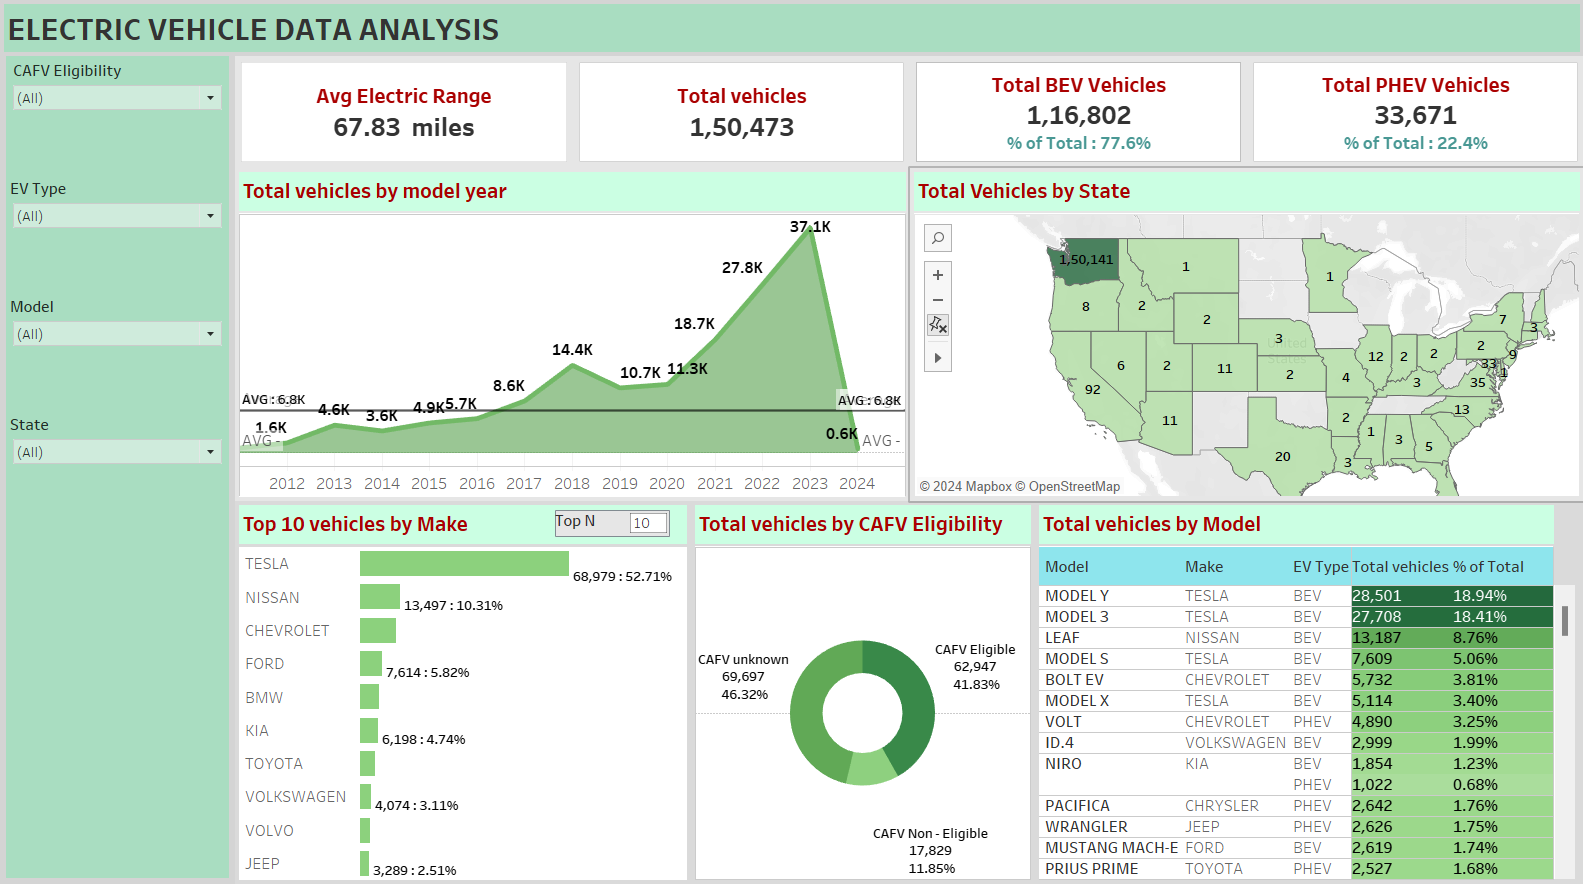 ELECTRIC VEHICLE DATA ANALYSIS
CAFV Eligibility
(All)
EV Type
(All)
Model
(All)
State
(All)
Avg Electric Range
67.83 miles
Total vehicles
1,50,473
Total BEV Vehicles
1,16,802
% of Total : 77.6%
Total PHEV Vehicles
33,671
% of Total : 22.4%
Total vehicles by model year
37.1K
27.8K
18.7K
14.4K
10.7K
11.3K
8.6K
AVG : 6.8K
AVG : 6.8K
4.6K
3.6K
4.9K
5.7K
1.6K
0.6K
AVG -
AVG -
2012 2013 2014 2015 2016 2017 2018 2019 2020 2021 2022 2023 2024
Total Vehicles by State
1,50,141
1
1
8
2
2
7
3
3
6
2
11
2
12
2
2
2
9
33
1
92
4
3
35
11
2
13
1
3
5
20
3
United
States
© 2024 Mapbox © OpenStreetMap
Top 10 vehicles by Make
Top N
10
TESLA
68,979 : 52.71%
NISSAN
13,497 : 10.31%
CHEVROLET
FORD
7,614 : 5.82%
BMW
KIA
6,198 : 4.74%
TOYOTA
VOLKSWAGEN
4,074 : 3.11%
VOLVO
JEEP
3,289 : 2.51%
Total vehicles by CAFV Eligibility
CAFV unknown
69,697
46.32%
CAFV Eligible
62,947
41.83%
CAFV Non - Eligible
17,829
11.85%
Total vehicles by Model
Model Make EV Type Total vehicles % of Total
MODEL Y TESLA BEV 28,501 18.94%
MODEL 3 TESLA BEV 27,708 18.41%
LEAF NISSAN BEV 13,187 8.76%
MODEL S TESLA BEV 7,609 5.06%
BOLT EV CHEVROLET BEV 5,732 3.81%
MODEL X TESLA BEV 5,114 3.40%
VOLT CHEVROLET PHEV 4,890 3.25%
ID.4 VOLKSWAGEN BEV 2,999 1.99%
NIRO KIA BEV 1,854 1.23%
PHEV 1,022 0.68%
PACIFICA CHRYSLER PHEV 2,642 1.76%
WRANGLER JEEP PHEV 2,626 1.75%
MUSTANG MACH-E FORD BEV 2,619 1.74%
PRIUS PRIME TOYOTA PHEV 2,527 1.68%